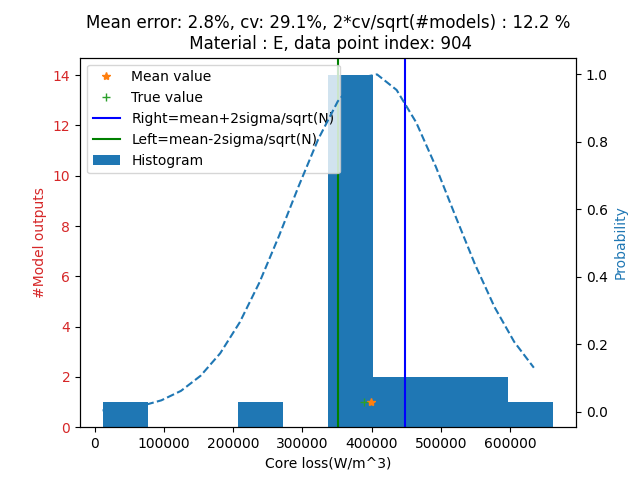 Mean error: 2.8%, cv: 29.1%, 2*cv/sqrt(#models) : 12.2 %
Material : E, data point index: 904
Mean value
True value
Right=mean+2sigma/sqrt(N)
Left=mean-2sigma/sqrt(N)
Histogram
14
12
10
8
6
4
2
0
#Model outputs
1.0
0.8
0.6
0.4
0.2
0.0
Probability
0 100000 200000 300000 400000 500000 600000
Core loss(W/m^3)